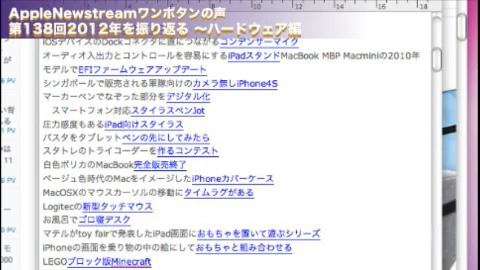 AppleNewstreamワンボタンの声
第138回2012年を振り返る ～ハードウェア編
iOSデバイスのDockコネクタに直につながるコンデンサーマイク
オーディオ入出力とコントロールを容易にするiPadスタンドMacBook MBP Macminiの2010年
モデルでEFIファームウェアアップデート
シンガポールで販売される軍隊向けのカメラ無しiPhone4S
マーカーペンでなぞった部分をデジタル化
スマートフォン対応スタイラスペンJot
圧力感度もあるiPad向けスタイラス
パスタをタブレットペンの先にしてみたら
スタトレのトライコーダーを作るコンテスト
白色ポリカのMacBook完全販売終了
ベージュ色時代のMacをイメージしたiPhoneカバーケース
MacOSXのマウスカーソルの移動にタイムラグがある
Logitecの新型タッチマウス
お風呂でゴロ寝デスク
マテルがtoy fairで発表したiPad画面におもちゃを置いて遊ぶシリーズ
iPhoneの画面を乗り物の中の絵にしておもちゃと組み合わせる
LEGOブロック版Minecraft